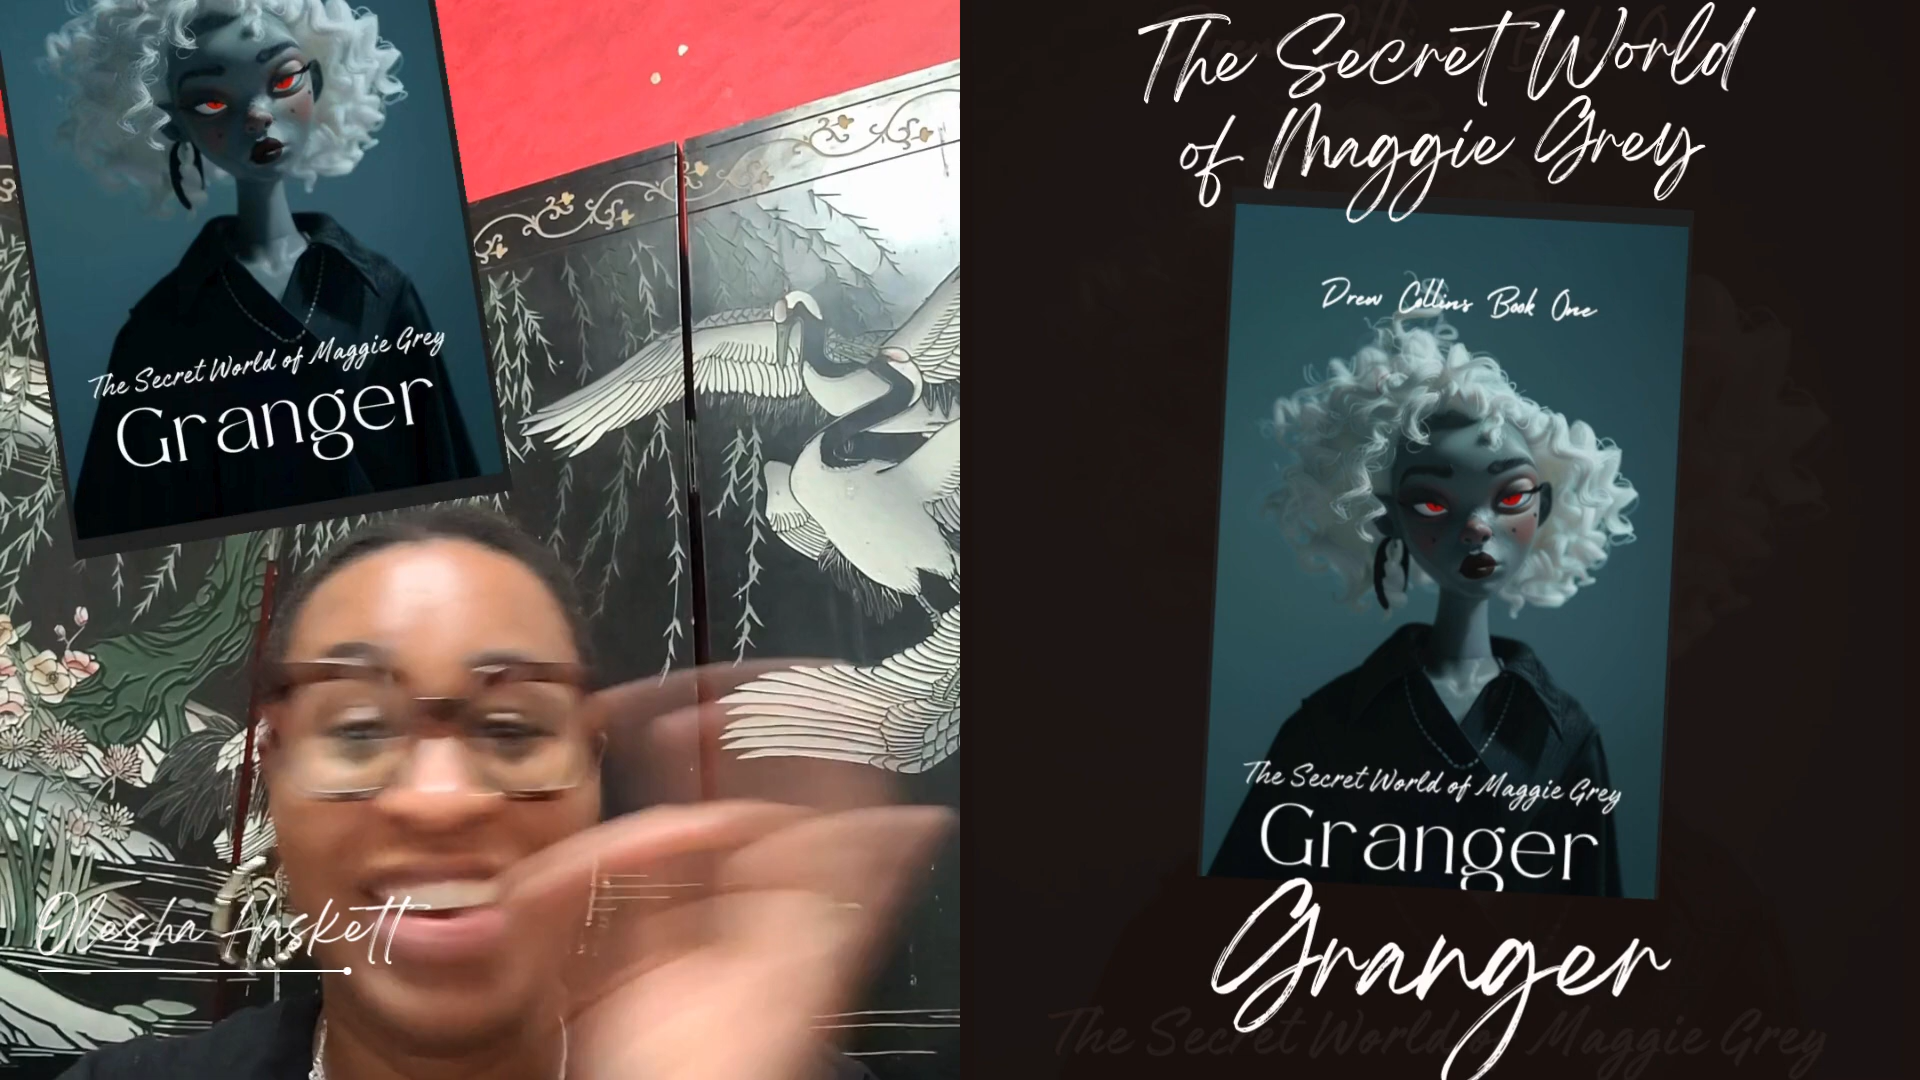 The Secret World of Maggie Grey
Granger
Olesha Haskett
The Secret World
of Maggie Grey
Drew Collins Book One
The Secret World of Maggie Grey
Granger
Granger
The Secret World of Maggie Grey